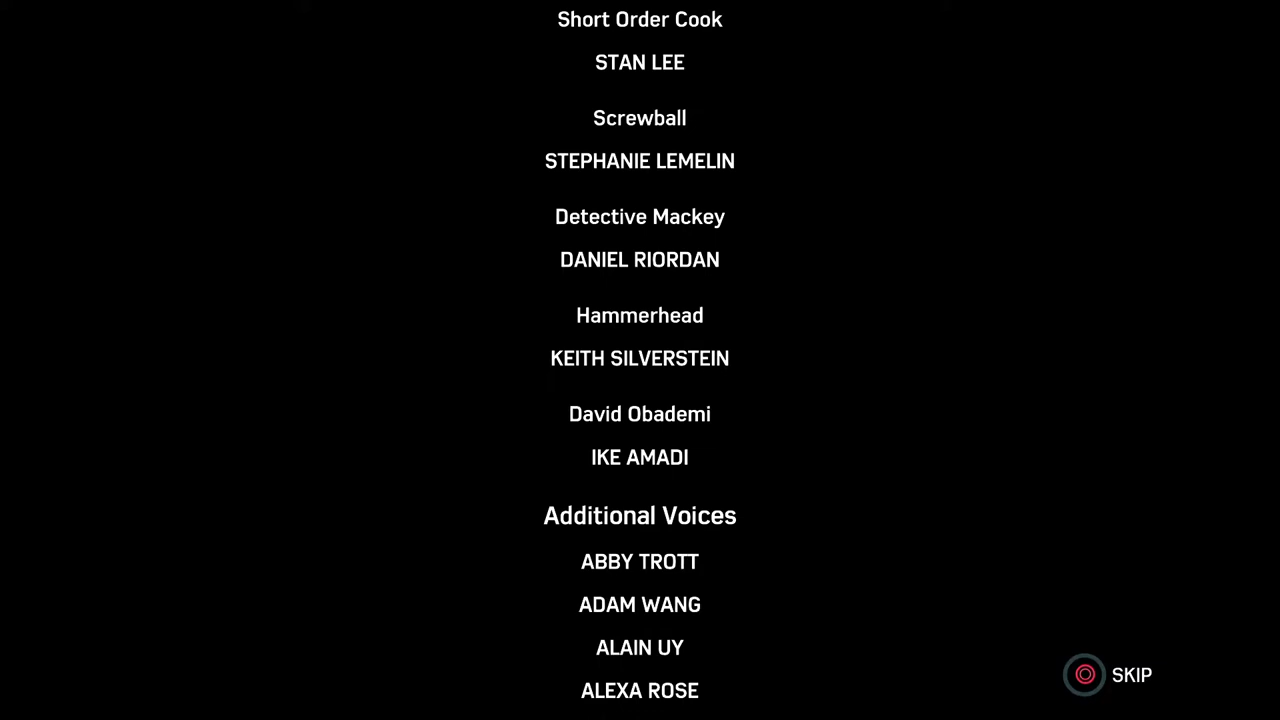 Short Order Cook
STAN LEE
Screwball
STEPHANIE LEMELIN
Detective Mackey
DANIEL RIORDAN
Hammerhead
KEITH SILVERSTEIN
David Obademi
IKE AMADI
Additional Voices
ABBY TROTT
ADAM WANG
ALAIN UY
ALEXA ROSE
SKIP